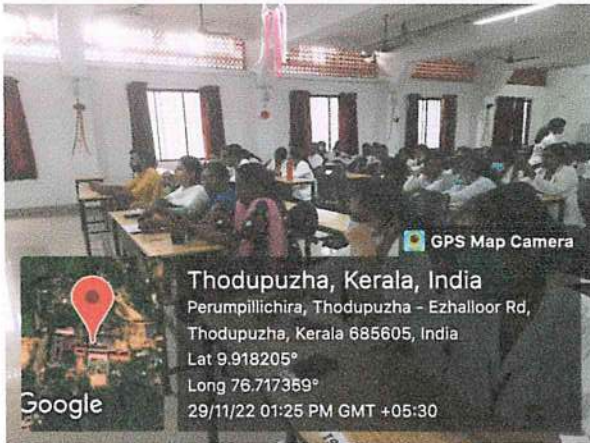 GPS Map Camera
Thodupuzha, Kerala, India
Perumpillichira, Thodupuzha - Ezhalloor Rd,
Thodupuzha, Kerala 685605, India
Lat 9.918205°
Long 76.717359°
29/11/22 01:25 PM GMT +05:30
Google